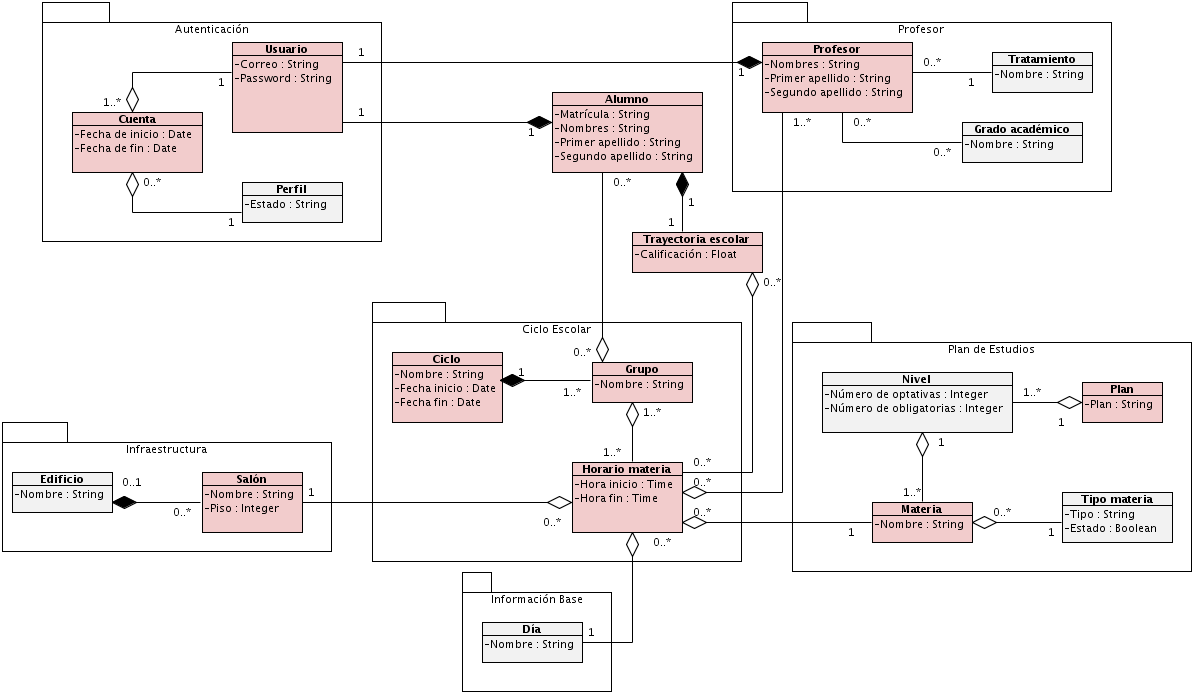 Autenticación
Usuario
-Correo : String
-Password : String
1
1
1
1..*
Cuenta
-Fecha de inicio : Date
-Fecha de fin : Date
0..*
Perfil
-Estado : String
1
Alumno
-Matrícula : String
-Nombres : String
-Primer apellido : String
-Segundo apellido : String
1
0..*
1
1
Trayectoria escolar
-Calificación : Float
0..*
Profesor
Profesor
-Nombres : String
-Primer apellido : String
-Segundo apellido : String
1
0..*
1
Tratamiento
-Nombre : String
1..*
0..*
0..*
Grado académico
-Nombre : String
Ciclo Escolar
Ciclo
-Nombre : String
-Fecha inicio : Date
-Fecha fin : Date
1
1..*
0..*
Grupo
-Nombre : String
1..*
1..*
Horario materia
-Hora inicio : Time
-Hora fin : Time
0..*
0..*
0..*
0..*
0..*
Plan de Estudios
Nivel
-Número de optativas : Integer
-Número de obligatorias : Integer
1..*
1
Plan
-Plan : String
1
1..*
Materia
-Nombre : String
1
0..*
1
Tipo materia
-Tipo : String
-Estado : Boolean
Infraestructura
Edificio
-Nombre : String
0..1
0..*
Salón
-Nombre : String
-Piso : Integer
1
Información Base
Día
-Nombre : String
1